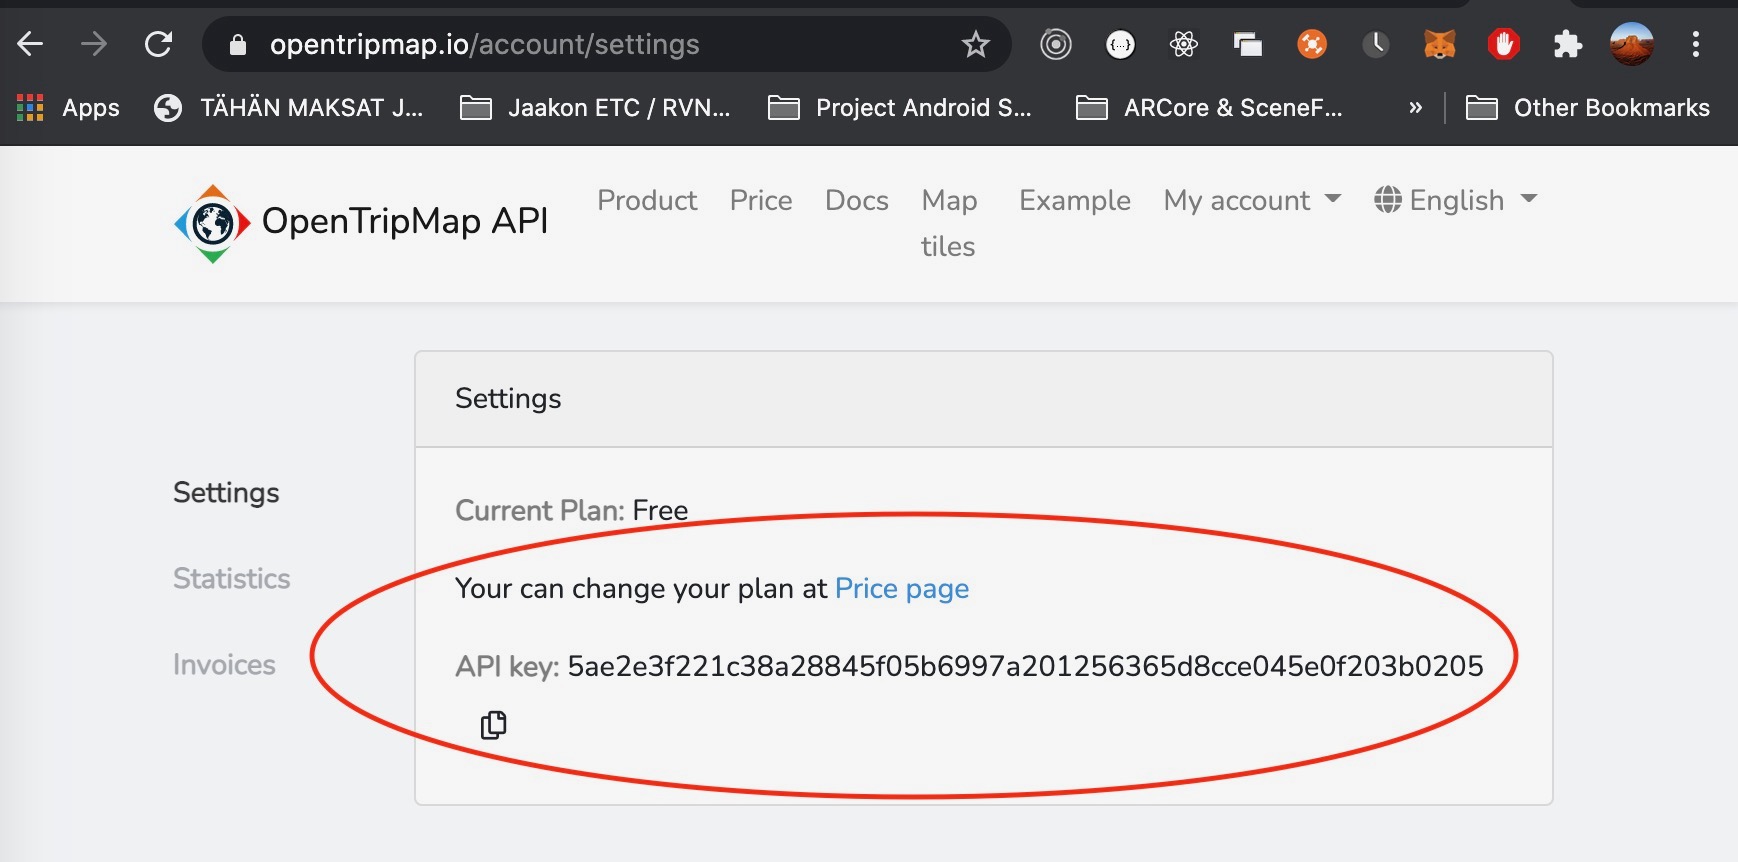 opentripmap.io/account/settings
Apps TÄHÄN MAKSAT J... Jaakon ETC / RVN... Project Android S... ARCore & SceneF... » Other Bookmarks
OpenTripMap API
Product Price Docs Map tiles Example My account English
Settings
Settings
Statistics
Invoices
Current Plan: Free
Your can change your plan at Price page
API key: 5ae2e3f221c38a28845f05b6997a201256365d8cce045e0f203b0205